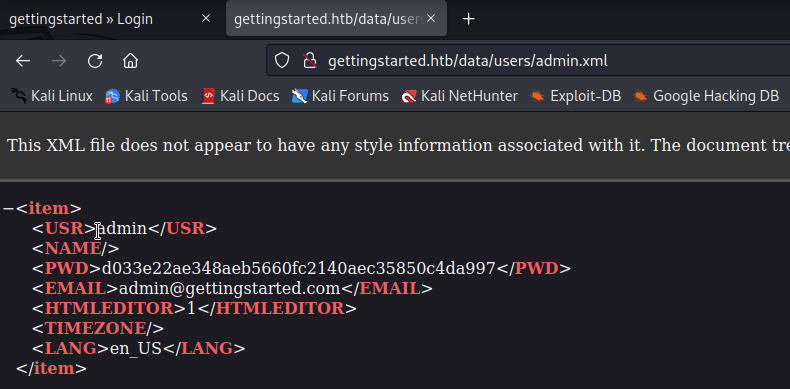 gettingstarted » Login
gettingstarted.htb/data/users
gettingstarted.htb/data/users/admin.xml
Kali Linux Kali Tools Kali Docs Kali Forums Kali NetHunter Exploit-DB Google Hacking DB
This XML file does not appear to have any style information associated with it. The document tre
−<item>
<USR>admin</USR>
<NAME/>
<PWD>d033e22ae348aeb5660fc2140aec35850c4da997</PWD>
<EMAIL>admin@gettingstarted.com</EMAIL>
<HTMLEDITOR>1</HTMLEDITOR>
<TIMEZONE/>
<LANG>en_US</LANG>
</item>